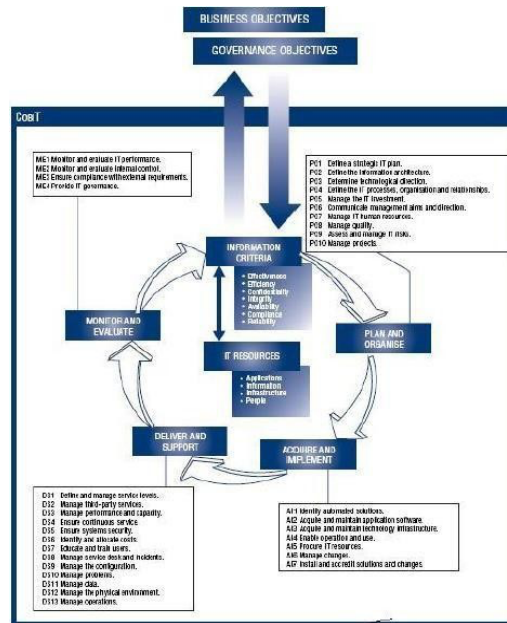 BUSINESS OBJECTIVES
GOVERNANCE OBJECTIVES
COBIT
ME1 Monitor and evaluate IT performance.
ME2 Monitor and evaluate internal control.
ME3 Ensure compliance with external requirements.
ME4 Provide IT governance.
PO1 Define a strategic IT plan.
PO2 Define the information architecture.
PO3 Determine technological direction.
PO4 Define the IT processes, organisation and relationships.
PO5 Manage the IT investment.
PO6 Communicate management aims and direction.
PO7 Manage IT human resources.
PO8 Manage quality.
PO9 Assess and manage IT risks.
PO10 Manage projects.
INFORMATION
CRITERIA
• Effectiveness
• Efficiency
• Confidentiality
• Integrity
• Availability
• Compliance
• Reliability
MONITOR AND
EVALUATE
PLAN AND
ORGANISE
IT RESOURCES
• Applications
• Information
• Infrastructure
• People
DELIVER AND
SUPPORT
ACQUIRE AND
IMPLEMENT
DS1 Define and manage service levels.
DS2 Manage third-party services.
DS3 Manage performance and capacity.
DS4 Ensure continuous service.
DS5 Ensure systems security.
DS6 Identify and allocate costs.
DS7 Educate and train users.
DS8 Manage service desk and incidents.
DS9 Manage the configuration.
DS10 Manage problems.
DS11 Manage data.
DS12 Manage the physical environment.
DS13 Manage operations.
AI1 Identify automated solutions.
AI2 Acquire and maintain application software.
AI3 Acquire and maintain technology infrastructure.
AI4 Enable operation and use.
AI5 Procure IT resources.
AI6 Manage changes.
AI7 Install and accredit solutions and changes.